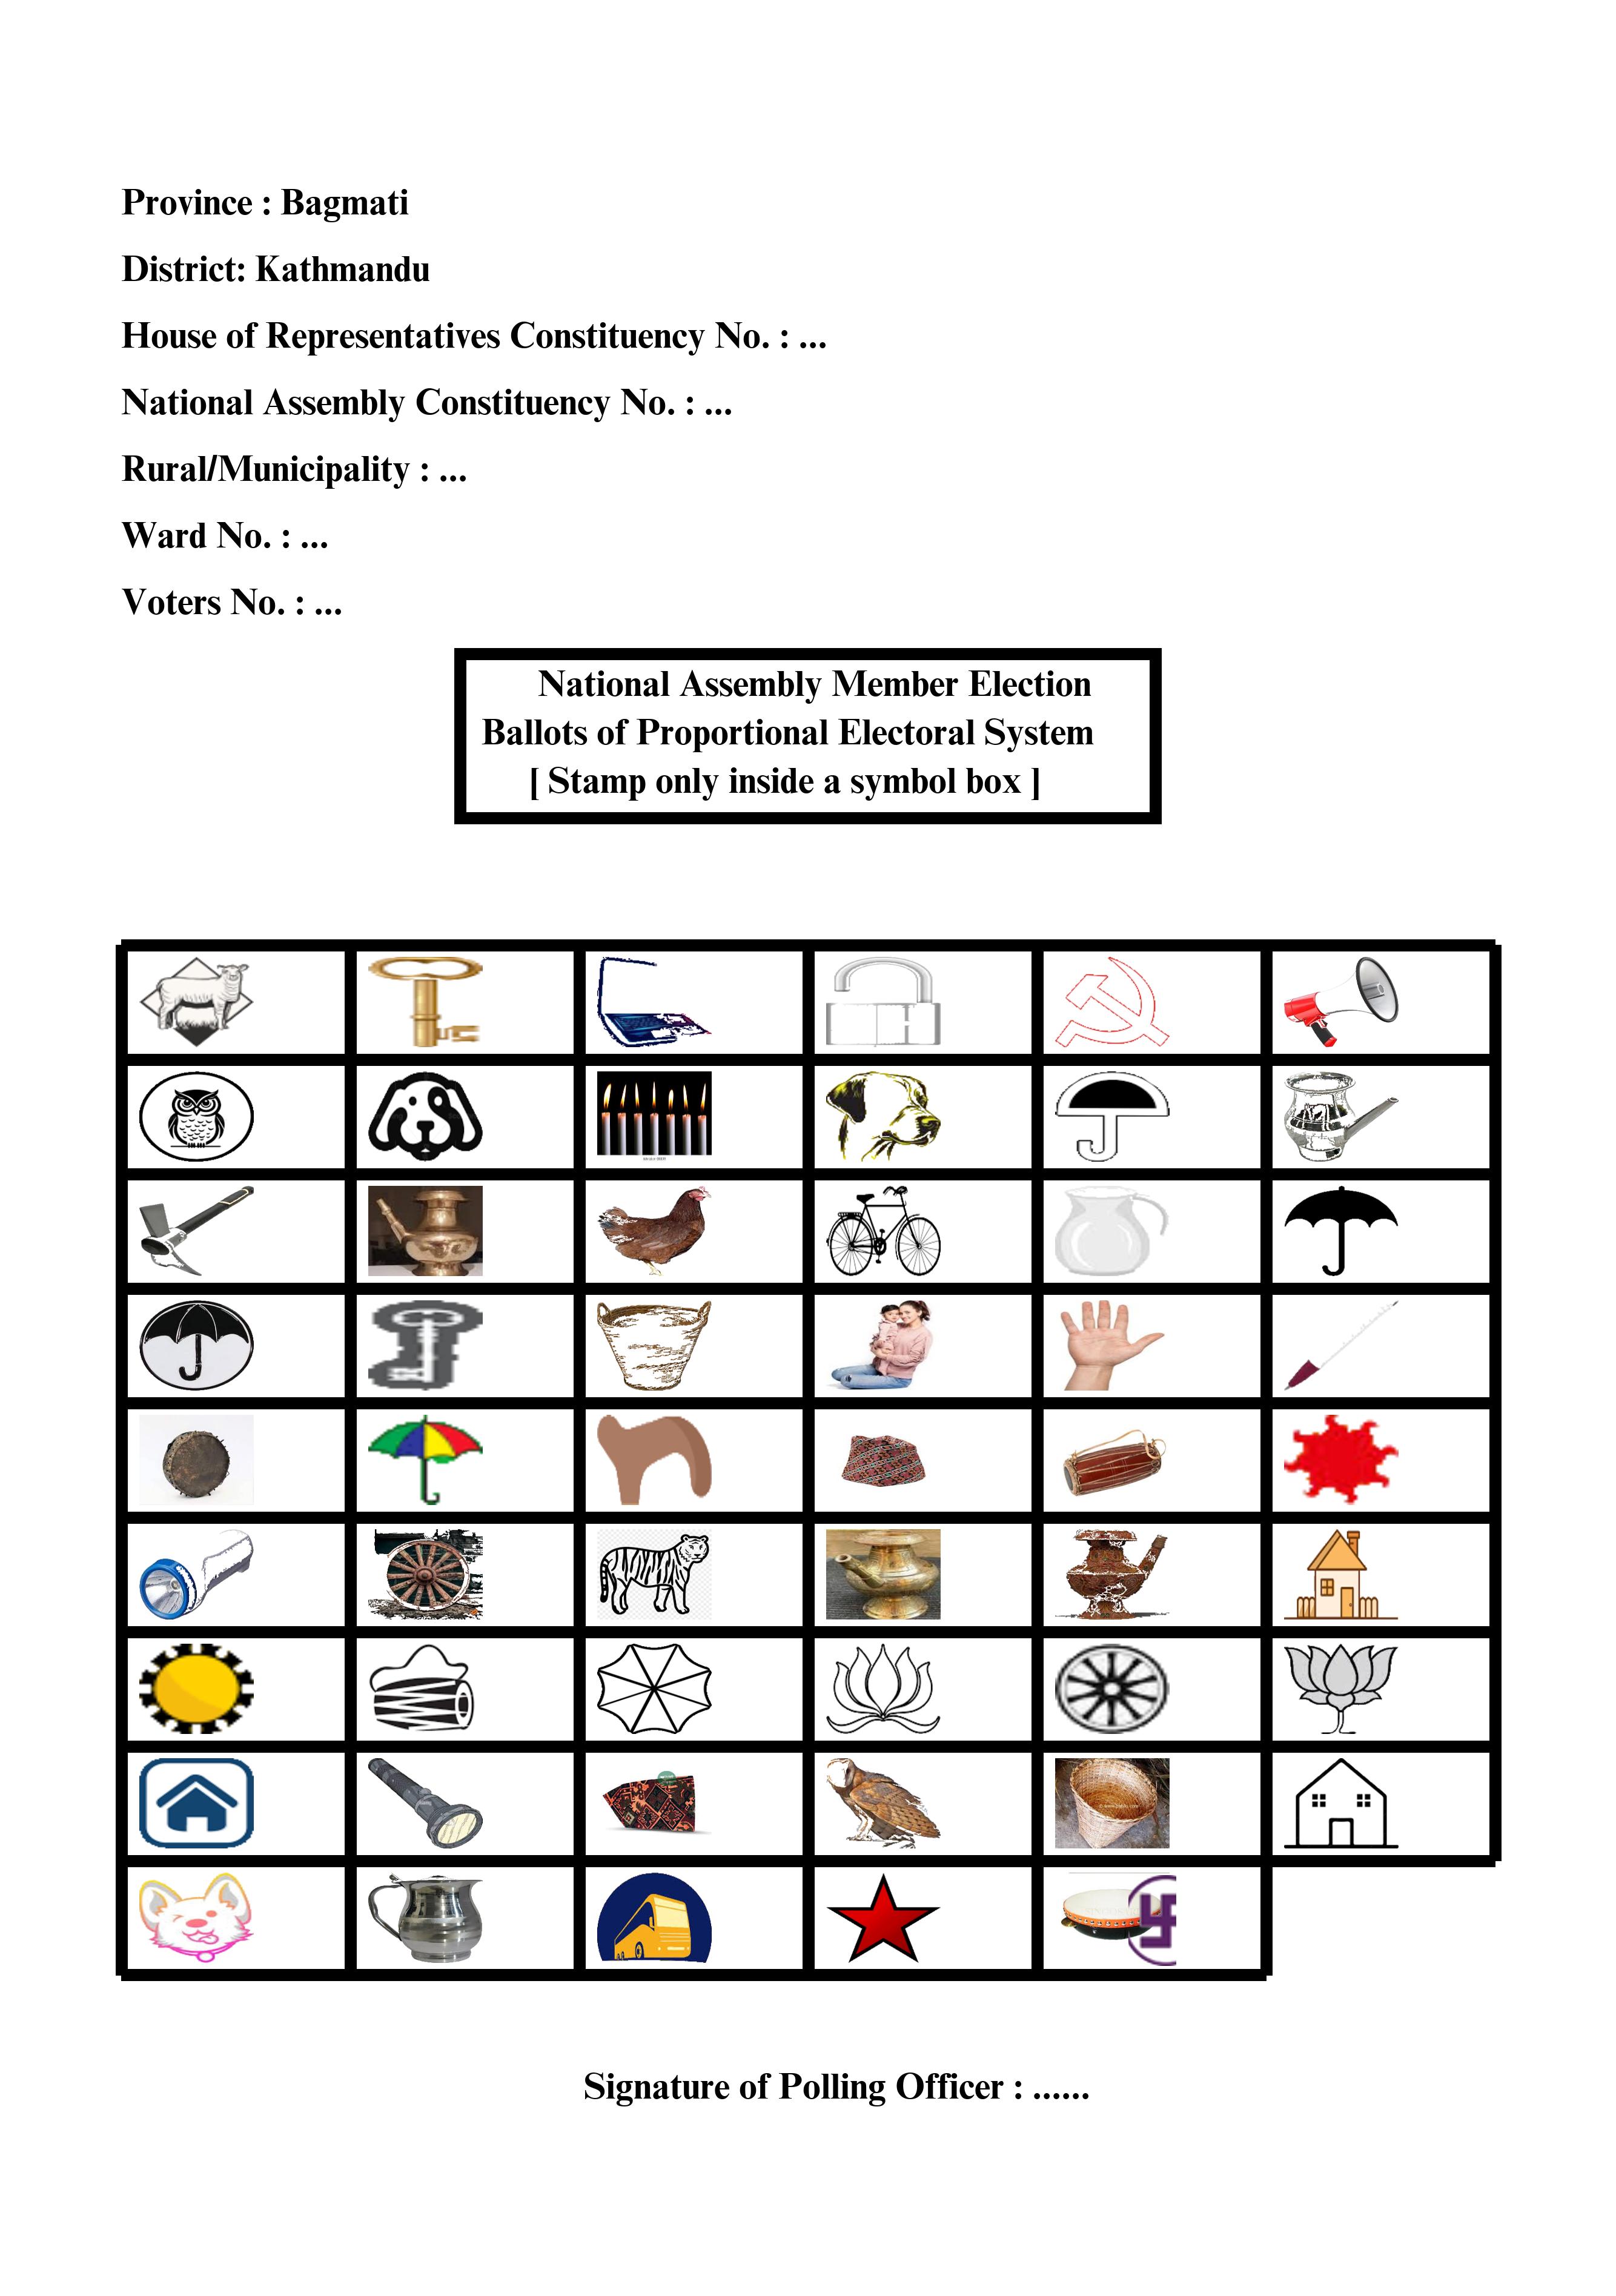 Province : Bagmati
District: Kathmandu
House of Representatives Constituency No. : ...
National Assembly Constituency No. : ...
Rural/Municipality : ...
Ward No. : ...
Voters No. : ...
National Assembly Member Election
Ballots of Proportional Electoral System
[ Stamp only inside a symbol box ]
Signature of Polling Officer : ......